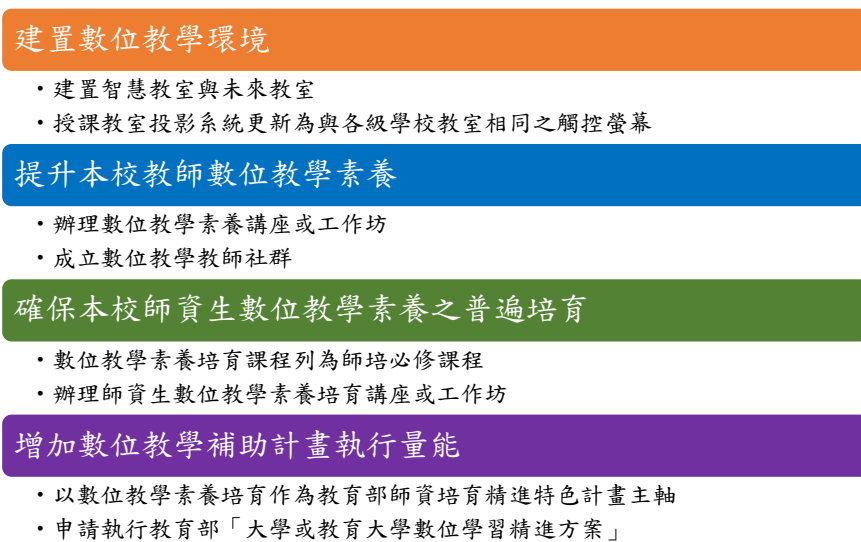 建置數位教學環境
・建置智慧教室與未來教室
・授課教室投影系統更新為與各級學校教室相同之觸控螢幕
提升本校教師數位教學素養
・辦理數位教學素養講座或工作坊
・成立數位教學教師社群
確保本校師資生數位教學素養之普遍培育
・數位教學素養培育課程列為師培必修課程
・辦理師資生數位教學素養培育講座或工作坊
增加數位教學補助計畫執行量能
・以數位教學素養培育作為教育部師資培育精進特色計畫主軸
・申請執行教育部「大學或教育大學數位學習精進方案」